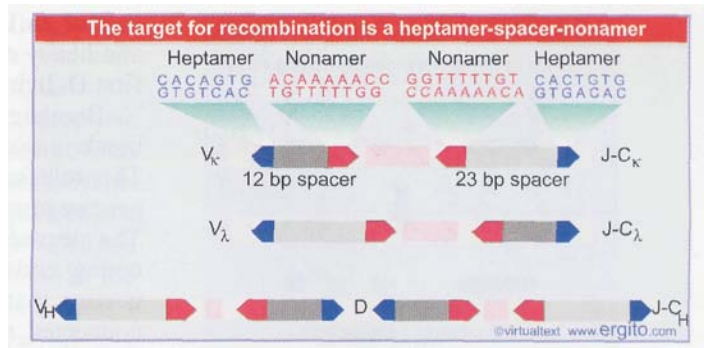 The target for recombination is a heptamer-spacer-nonamer
Heptamer Nonamer Nonamer Heptamer
CACAGTG ACAAAAACC GGTTTTTGT CACTGTG
GTGTCAC TGTTTTTGG CCAAAAACA GTGACAC
Vκ J-Cκ
12 bp spacer 23 bp spacer
Vλ J-Cλ
VH D J-CH
©virtualtext www.ergito.com